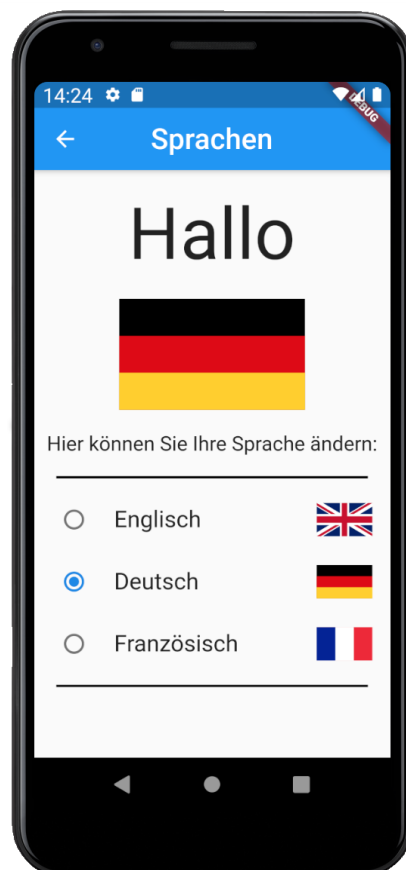 14:24
DEBUG
Sprachen
Hallo
Hier können Sie Ihre Sprache ändern:
Englisch
Deutsch
Französisch